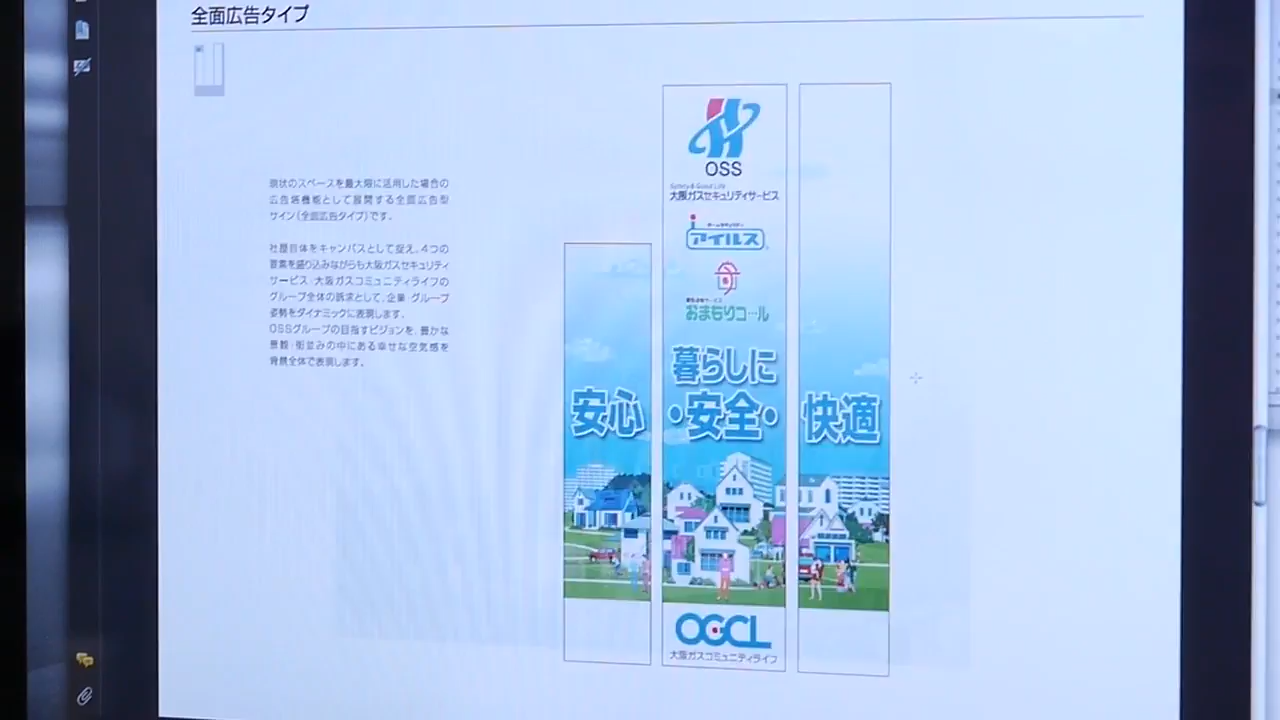 全面広告タイプ
現状のスペースを最大限に活用した場合の
広告塔機能として展開する全面広告型
サイン(全面広告タイプ)です。
社屋自体をキャンバスとして捉え、4つの
要素を盛り込みながらも大阪ガスセキュリティ
サービス・大阪ガスコミュニティライフの
グループ全体の訴求として、企業・グループ
姿勢をダイナミックに表現します。
OSSグループの目指すビジョンを、豊かな
景観・街並みの中にある幸せな空気感を
背景全体で表現します。
OSS
Safety & Good Life
大阪ガスセキュリティサービス
ホームセキュリティ
アイルス
おまもりコール
安心
暮らしに
・安全・
快適
OGCL
大阪ガスコミュニティライフ